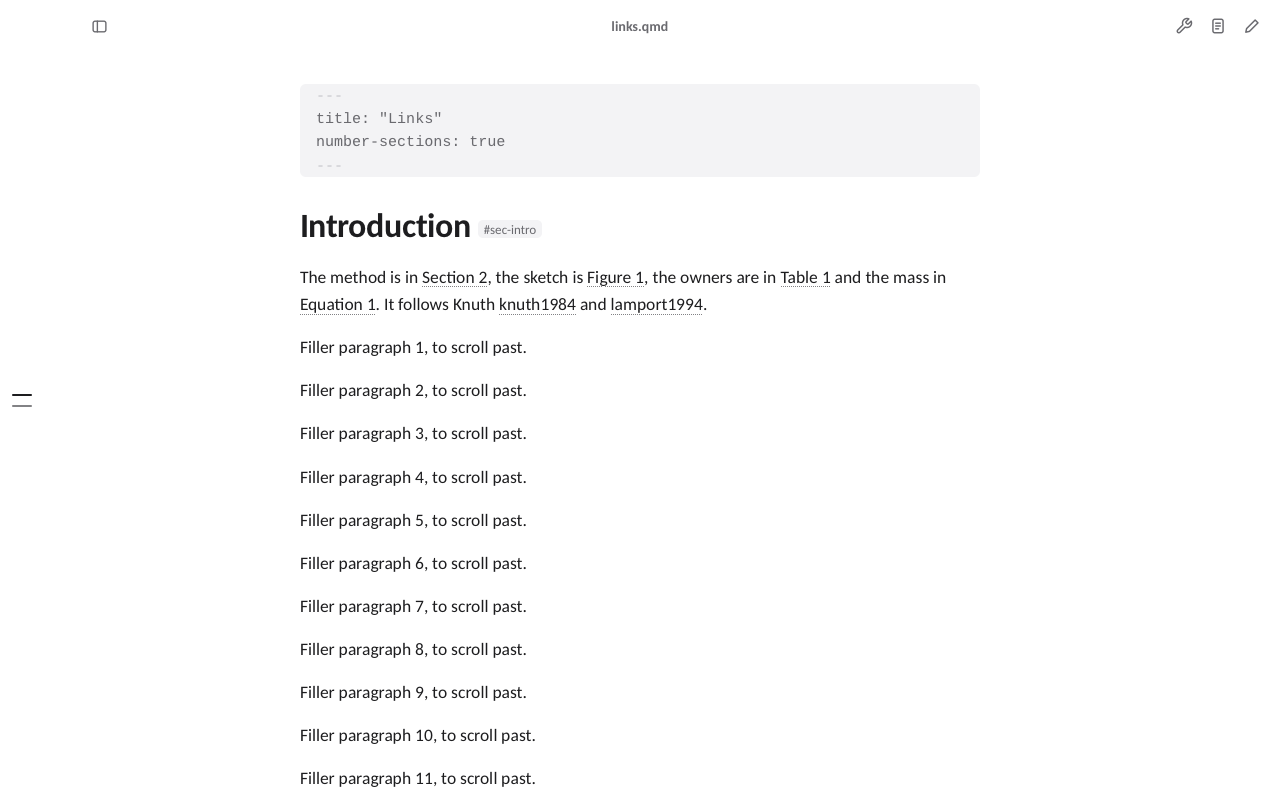 links.qmd
---
title: "Links"
number-sections: true
---
Introduction #sec-intro
The method is in Section 2, the sketch is Figure 1, the owners are in Table 1 and the mass in
Equation 1. It follows Knuth knuth1984 and lamport1994.
Filler paragraph 1, to scroll past.
Filler paragraph 2, to scroll past.
Filler paragraph 3, to scroll past.
Filler paragraph 4, to scroll past.
Filler paragraph 5, to scroll past.
Filler paragraph 6, to scroll past.
Filler paragraph 7, to scroll past.
Filler paragraph 8, to scroll past.
Filler paragraph 9, to scroll past.
Filler paragraph 10, to scroll past.
Filler paragraph 11, to scroll past.